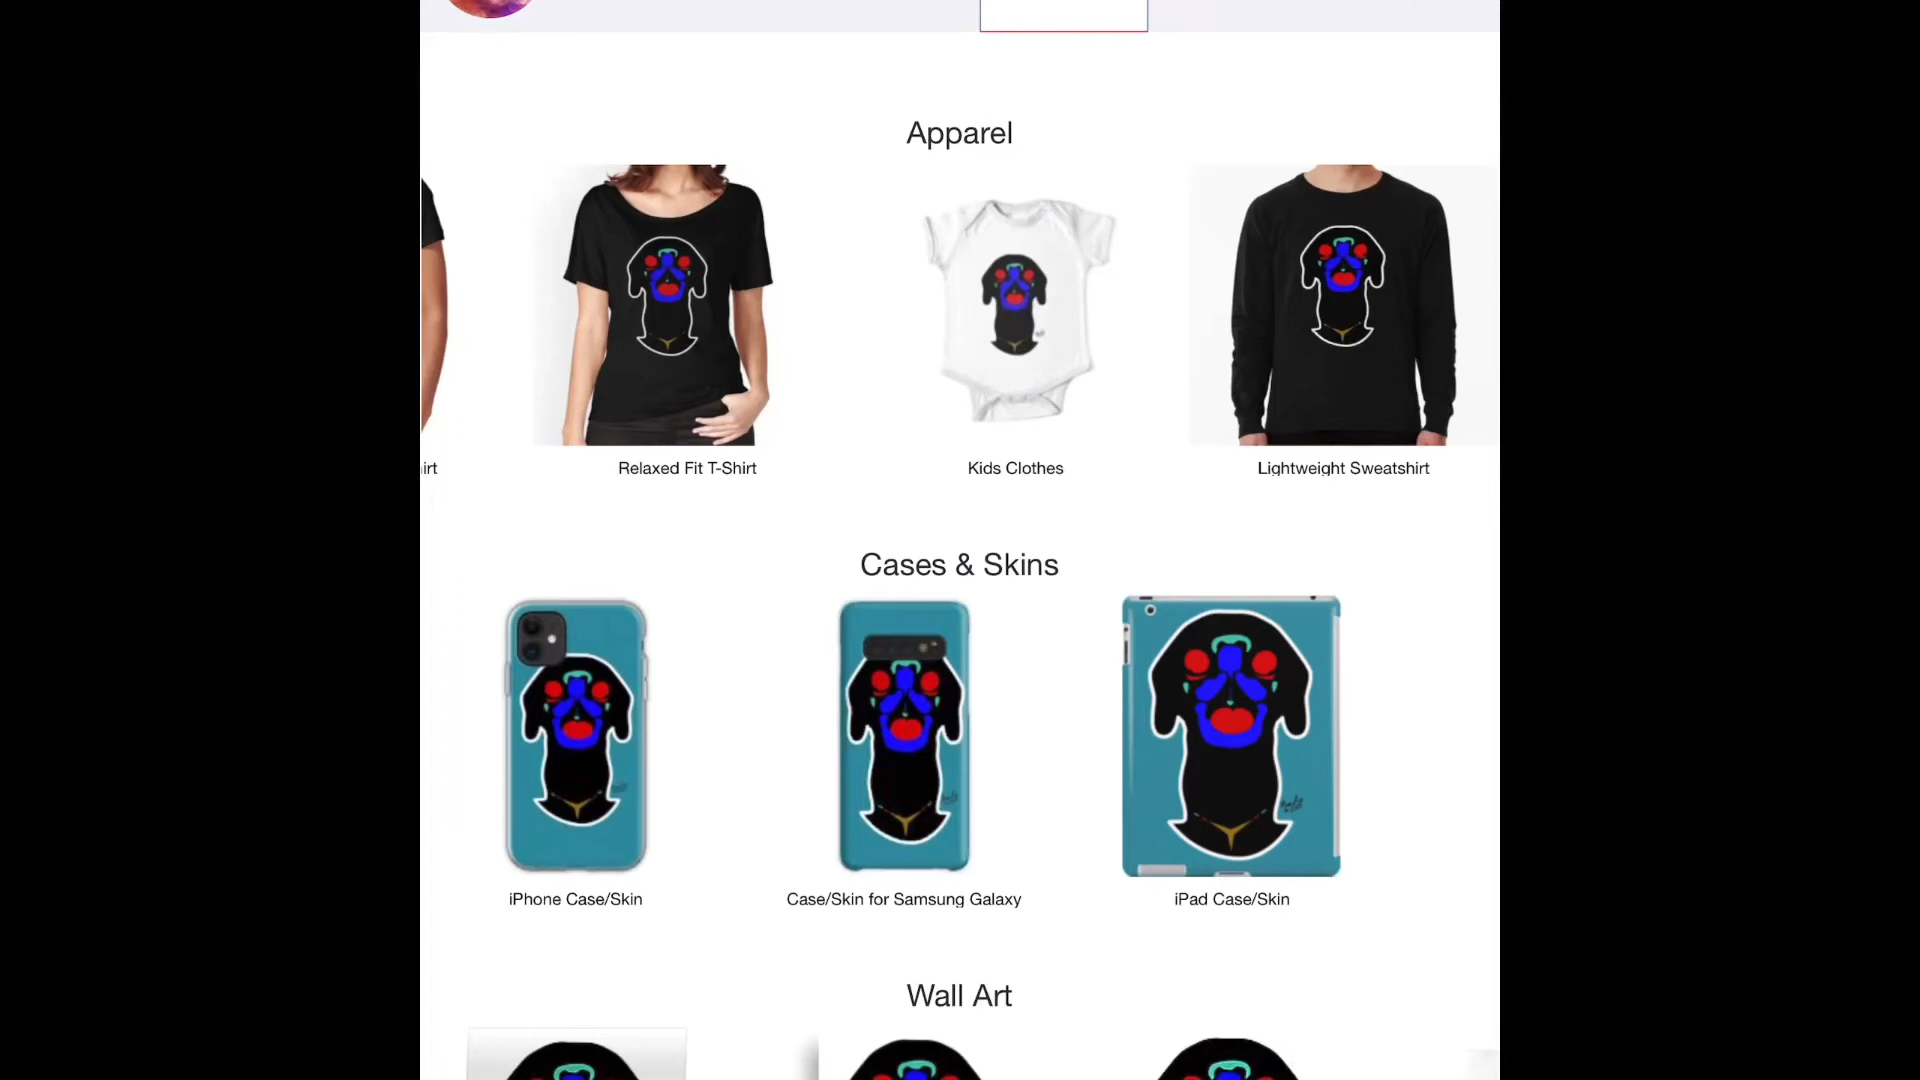 Apparel
irt
Relaxed Fit T-Shirt
Kids Clothes
Lightweight Sweatshirt
Cases & Skins
iPhone Case/Skin
Case/Skin for Samsung Galaxy
iPad Case/Skin
Wall Art